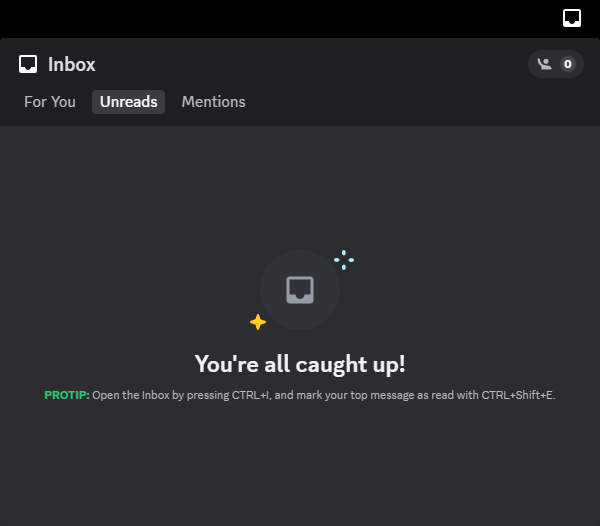 Inbox
0
For You
Unreads
Mentions
You're all caught up!
PROTIP: Open the Inbox by pressing CTRL+I, and mark your top message as read with CTRL+Shift+E.